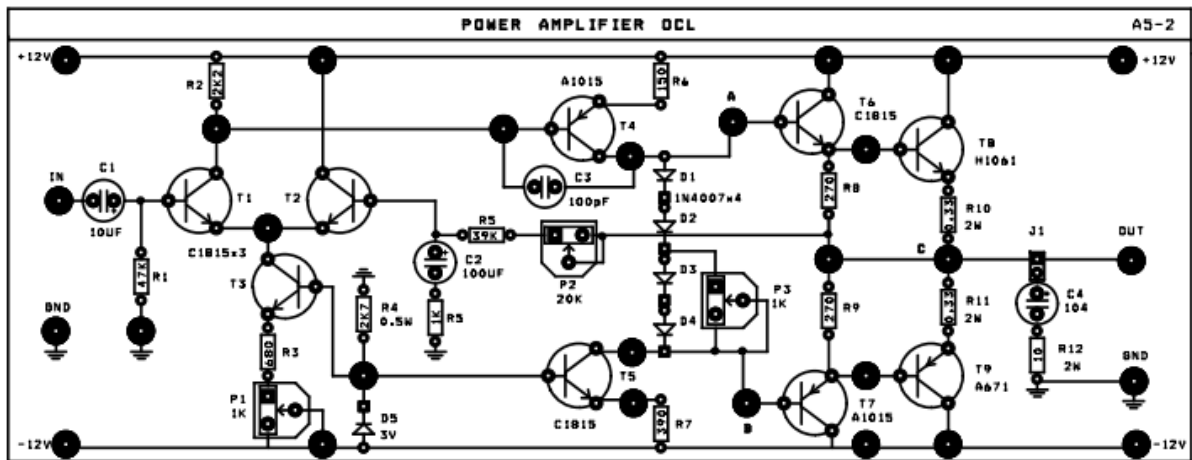 POWER AMPLIFIER OCL
A5-2
+12V
+12V
R2
2K2
A1015
150
R6
A
T6
C1815
T4
T8
H1061
C1
IN
T1
T2
C3
100pF
D1
1N4007x4
270
R8
10UF
R5
39K
D2
0.33
R10
2W
C1815x3
C
J1
OUT
47K
R1
T3
C2
100UF
P2
20K
D3
P3
1K
GND
R4
0.5W
2K7
1K
R5
D4
270
R9
0.33
R11
2W
C4
104
680
R3
T5
10
R12
2W
GND
P1
1K
T9
A671
D5
3V
C1815
390
R7
B
T7
A1015
-12V
-12V